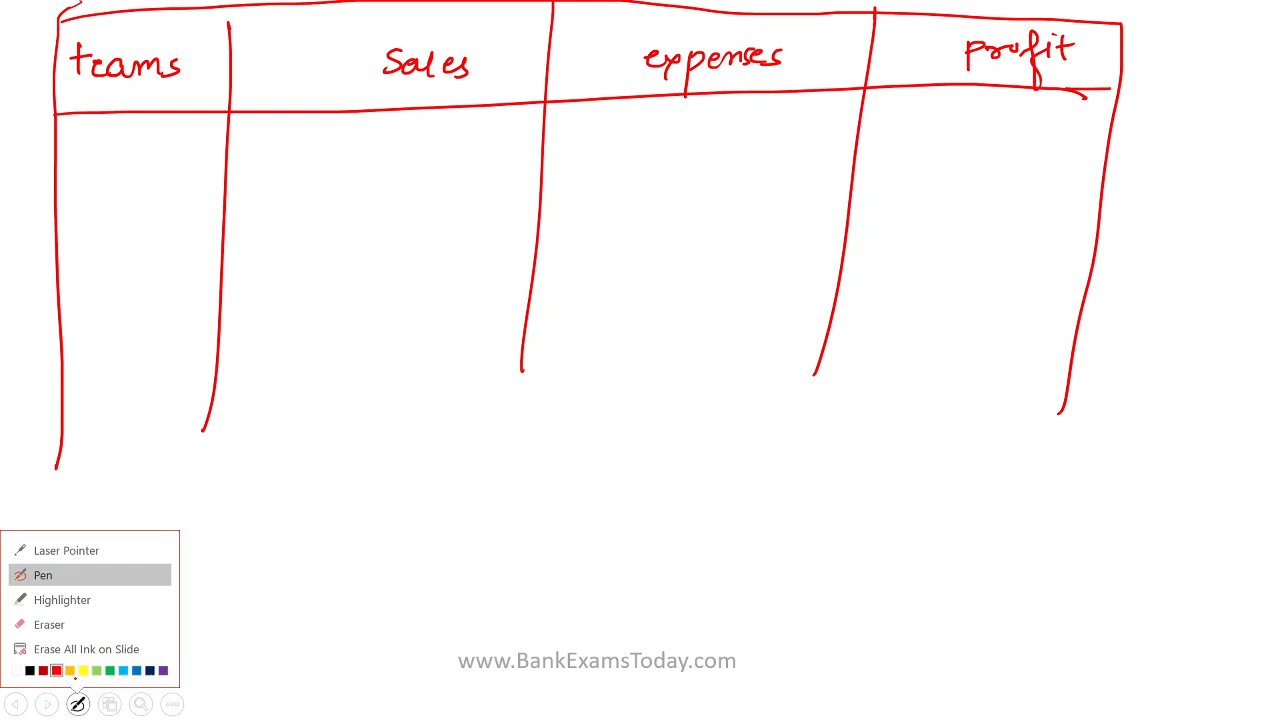 teams Sales expenses profit
Laser Pointer
Pen
Highlighter
Eraser
Erase All Ink on Slide
www.BankExamsToday.com